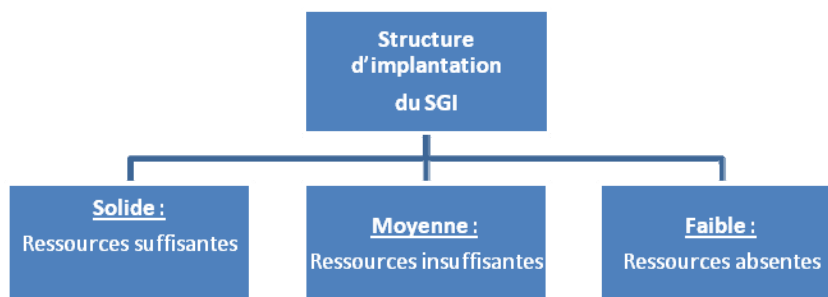 Structure
d'implantation
du SGI
Solide :
Ressources suffisantes
Moyenne :
Ressources insuffisantes
Faible :
Ressources absentes